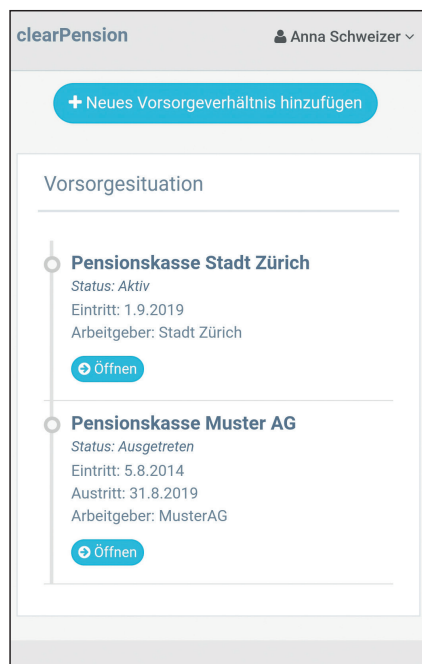 clearPension
Anna Schweizer
Neues Vorsorgeverhältnis hinzufügen
Vorsorgesituation
Pensionskasse Stadt Zürich
Status: Aktiv
Eintritt: 1.9.2019
Arbeitgeber: Stadt Zürich
Öffnen
Pensionskasse Muster AG
Status: Ausgetreten
Eintritt: 5.8.2014
Austritt: 31.8.2019
Arbeitgeber: MusterAG
Öffnen